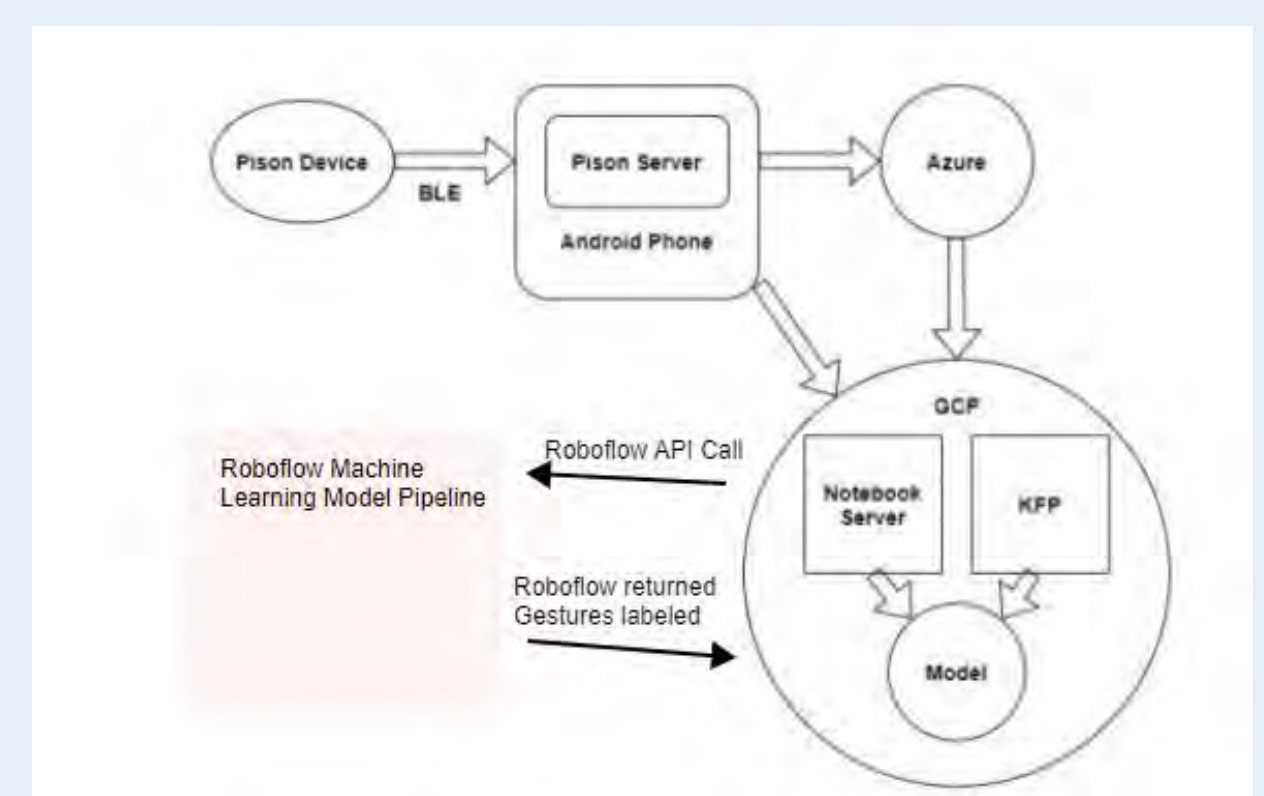 Pison Device
BLE
Pison Server
Android Phone
Azure
GCP
Notebook
Server
KFP
Model
Roboflow API Call
Roboflow Machine
Learning Model Pipeline
Roboflow returned
Gestures labeled